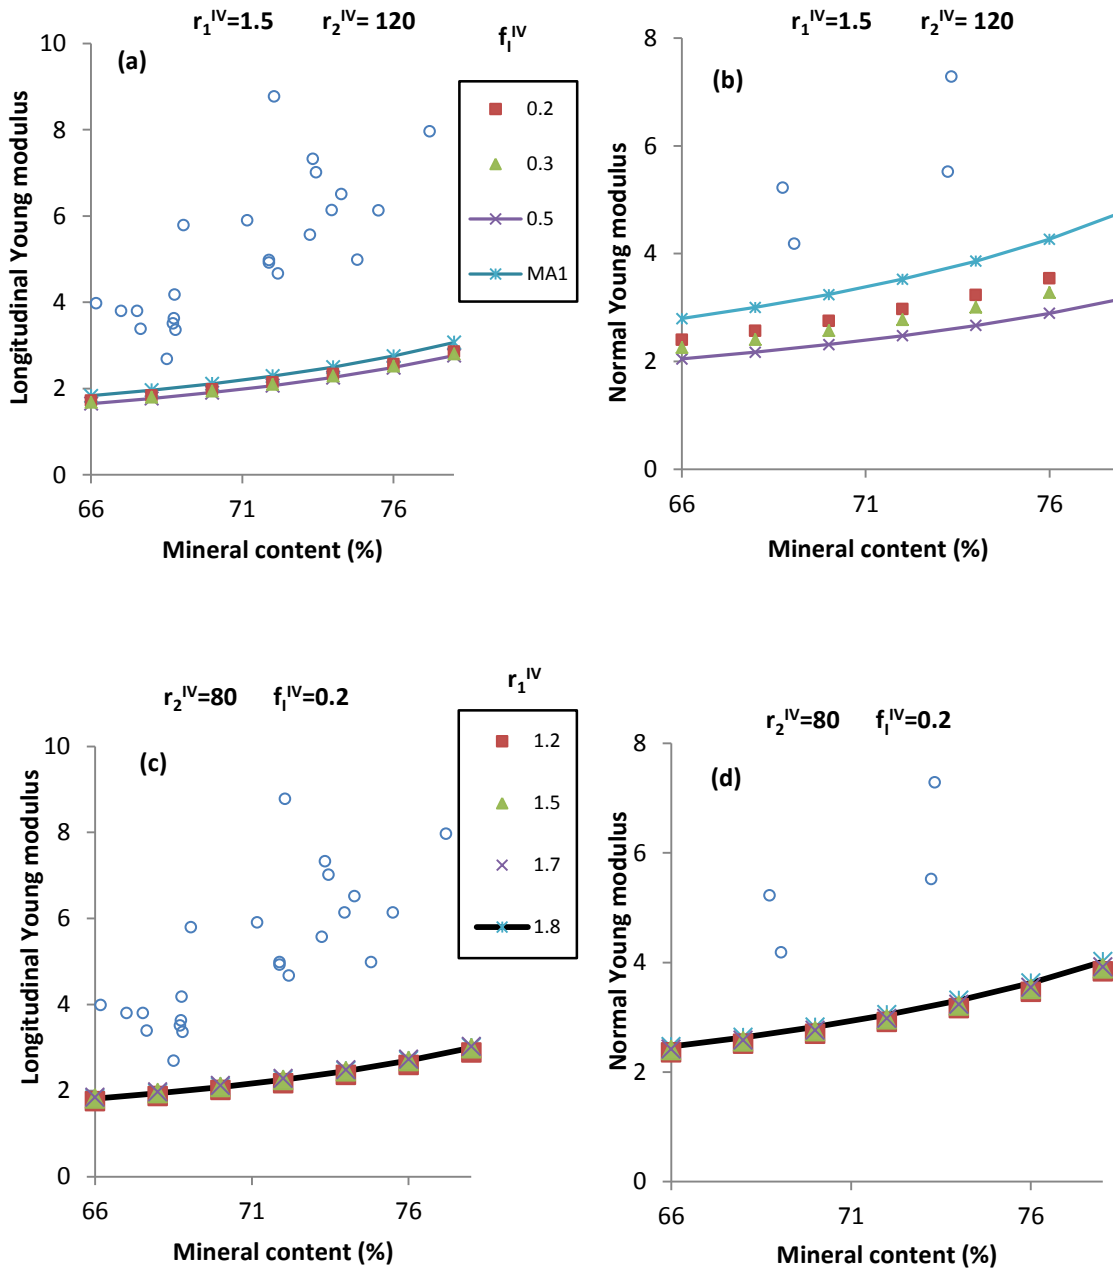 r₁ᴵⱽ=1.5 r₂ᴵⱽ= 120
fᵢᴵⱽ
(a)
Longitudinal Young modulus
10
8
6
4
2
0
66 71 76
Mineral content (%)
0.2
0.3
0.5
MA1
r₁ᴵⱽ=1.5 r₂ᴵⱽ= 120
(b)
Normal Young modulus
8
6
4
2
0
66 71 76
Mineral content (%)
r₂ᴵⱽ=80 fᵢᴵⱽ=0.2
r₁ᴵⱽ
(c)
Longitudinal Young modulus
10
8
6
4
2
0
66 71 76
Mineral content (%)
1.2
1.5
1.7
1.8
r₂ᴵⱽ=80 fᵢᴵⱽ=0.2
(d)
Normal Young modulus
8
6
4
2
0
66 71 76
Mineral content (%)